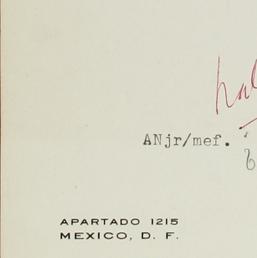 ANjr/mef.
APARTADO 1215
MEXICO, D. F.